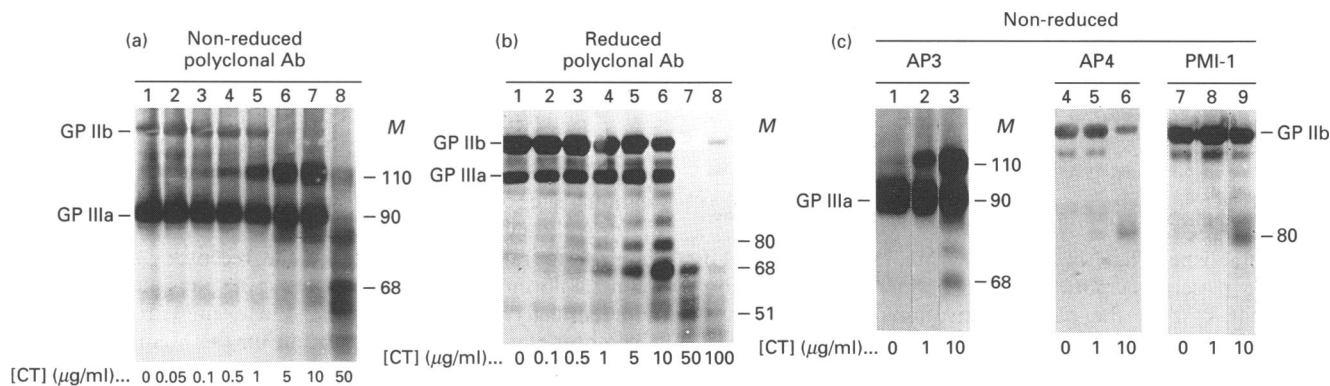 Non-reduced
(a) Non-reduced polyclonal Ab
(b) Reduced polyclonal Ab
(c)
AP3 AP4 PMI-1
1 2 3 4 5 6 7 8
GP IIb –
GP IIIa –
M
– 110
– 90
– 68
[CT] (μg/ml)... 0 0.05 0.1 0.5 1 5 10 50
1 2 3 4 5 6 7 8
GP IIb –
GP IIIa –
M
– 80
– 68
– 51
[CT] (μg/ml)... 0 0.1 0.5 1 5 10 50 100
1 2 3 4 5 6 7 8 9
GP IIIa –
M
– 110
– 90
– 68
– GP IIb
– 80
[CT] (μg/ml)... 0 1 10 0 1 10 0 1 10